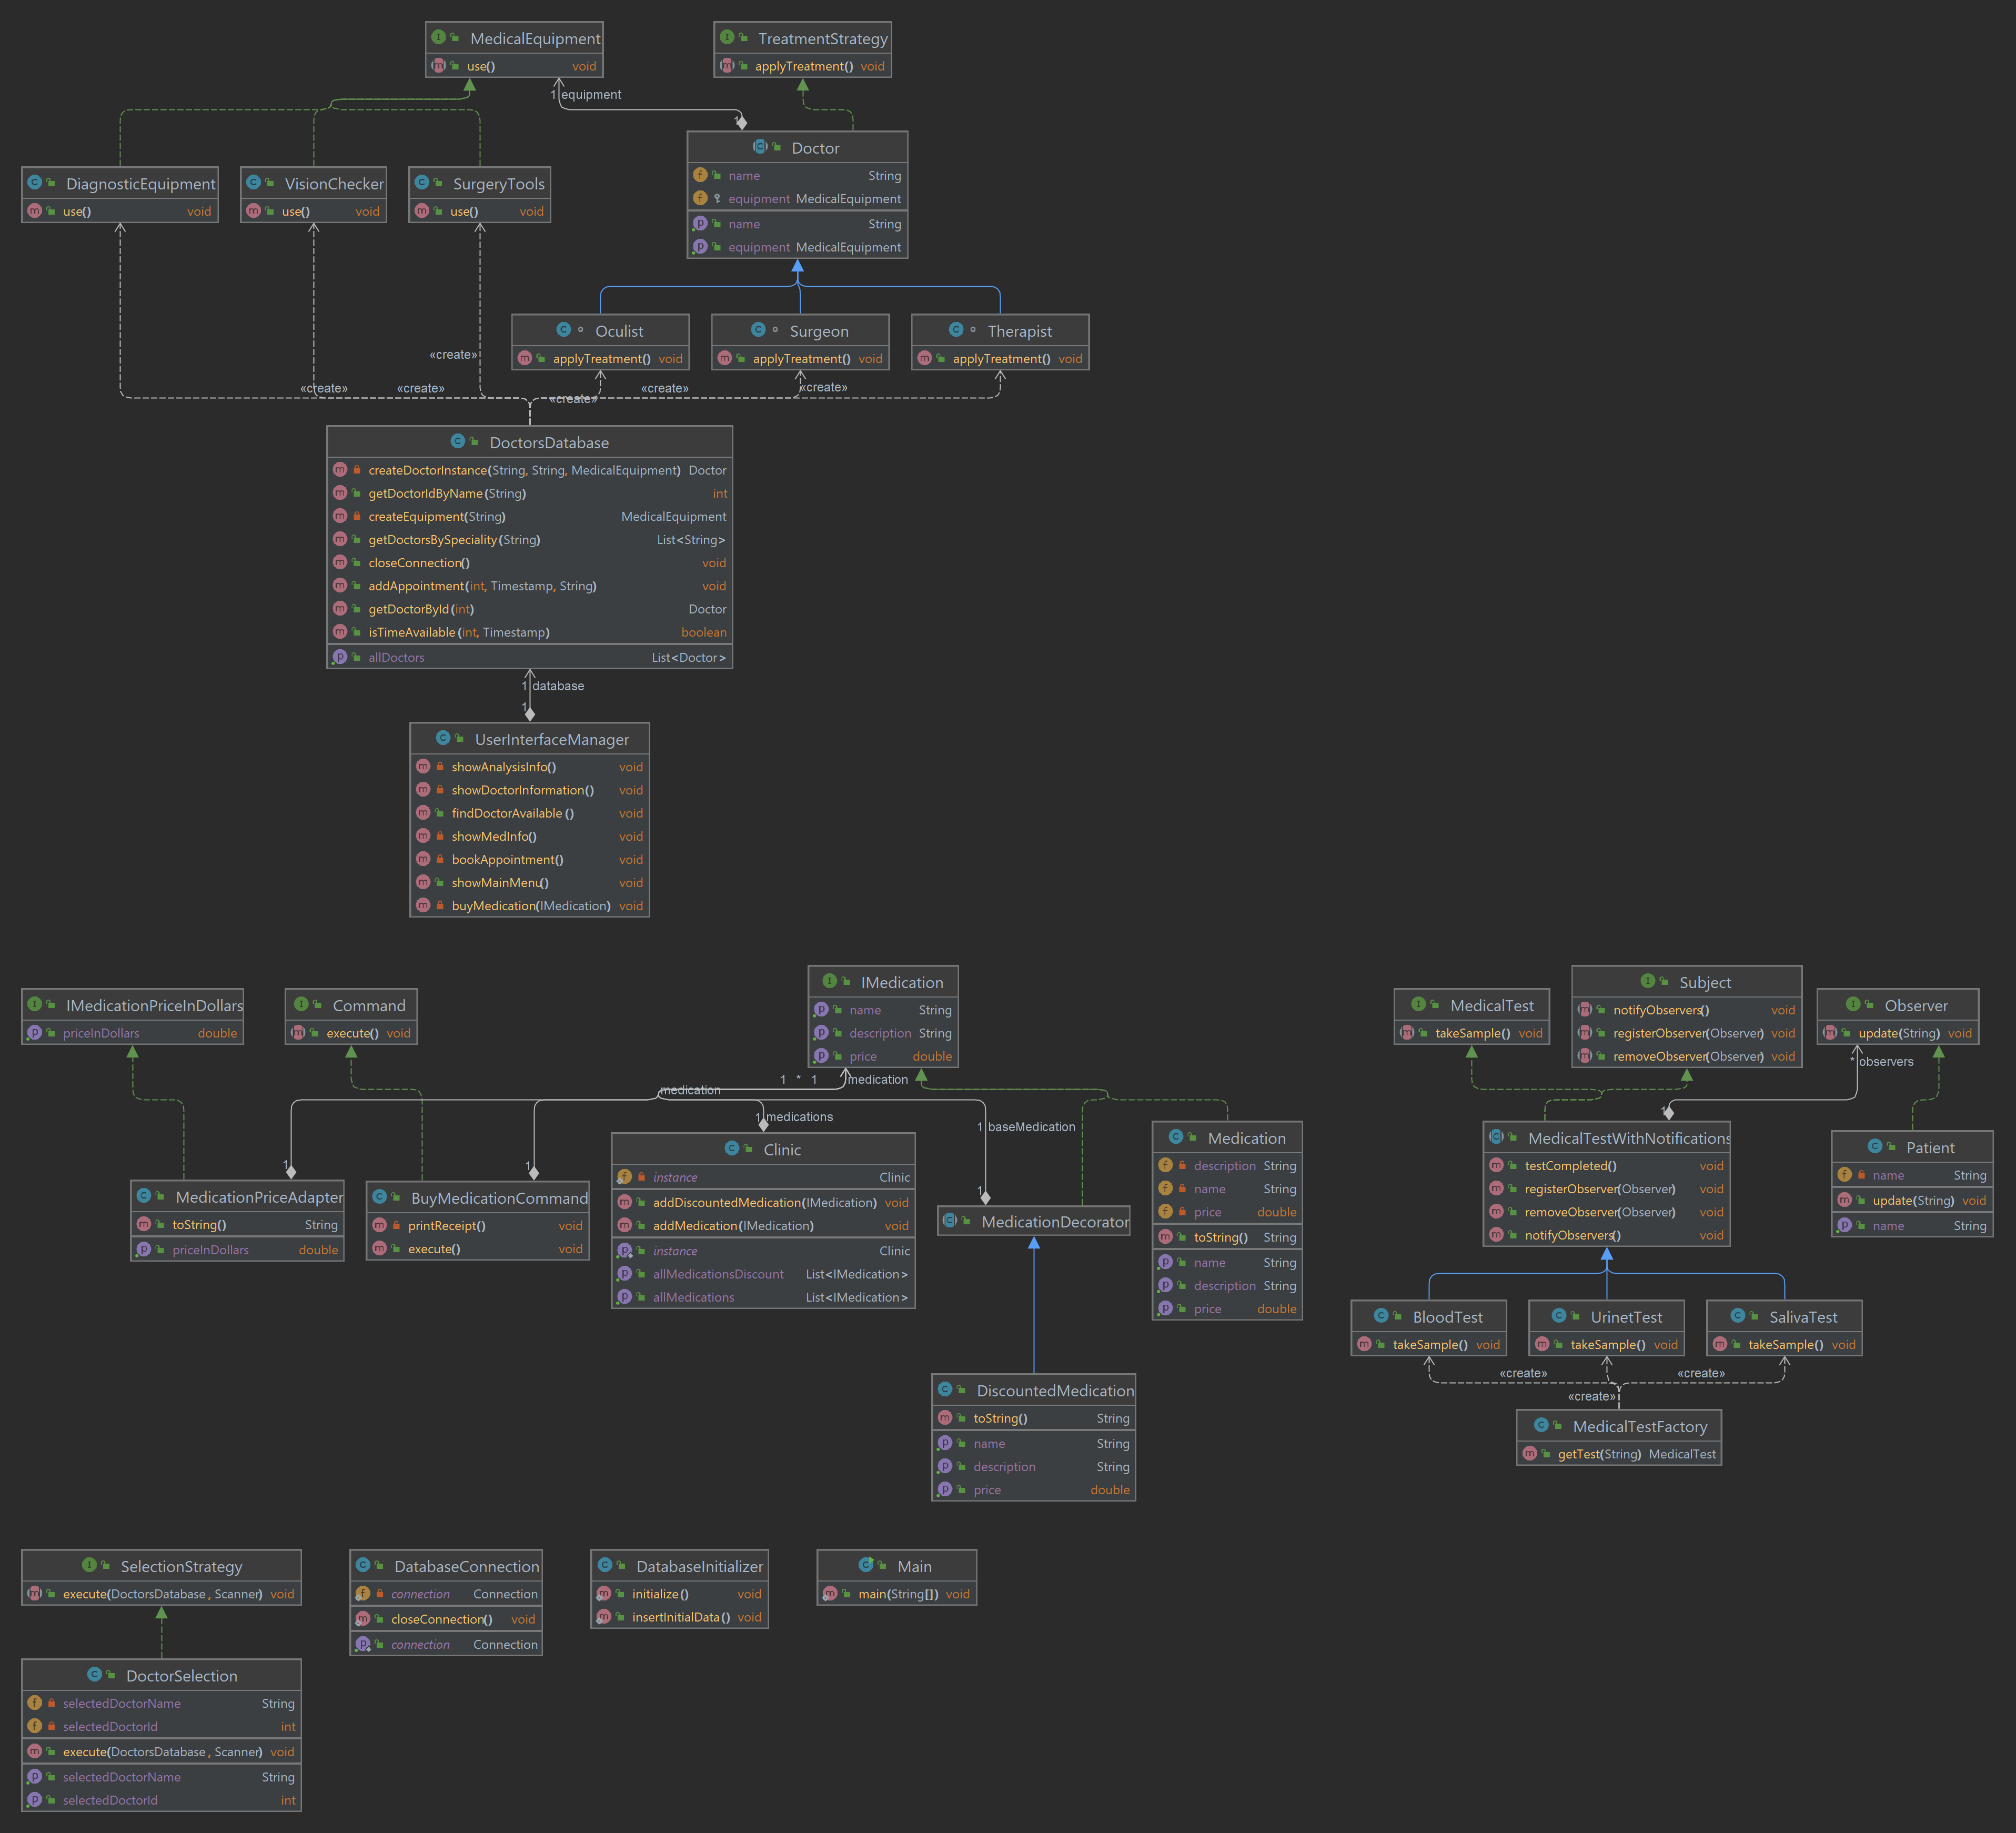 MedicalEquipment
use() void
TreatmentStrategy
applyTreatment() void
1 equipment
1
Doctor
name String
equipment MedicalEquipment
name String
equipment MedicalEquipment
DiagnosticEquipment
use() void
VisionChecker
use() void
SurgeryTools
use() void
Oculist
applyTreatment() void
Surgeon
applyTreatment() void
Therapist
applyTreatment() void
«create»
«create»
«create»
«create»
«create»
«create»
DoctorsDatabase
createDoctorInstance(String, String, MedicalEquipment) Doctor
getDoctorIdByName(String) int
createEquipment(String) MedicalEquipment
getDoctorsBySpeciality(String) List<String>
closeConnection() void
addAppointment(int, Timestamp, String) void
getDoctorById(int) Doctor
isTimeAvailable(int, Timestamp) boolean
allDoctors List<Doctor>
1 database
1
UserInterfaceManager
showAnalysisInfo() void
showDoctorInformation() void
findDoctorAvailable() void
showMedInfo() void
bookAppointment() void
showMainMenu() void
buyMedication(IMedication) void
IMedicationPriceInDollars
priceInDollars double
Command
execute() void
IMedication
name String
description String
price double
1 * 1 medication
medication
1 medications
1 baseMedication
1
1
1
MedicationPriceAdapter
toString() String
priceInDollars double
BuyMedicationCommand
printReceipt() void
execute() void
Clinic
instance Clinic
addDiscountedMedication(IMedication) void
addMedication(IMedication) void
instance Clinic
allMedicationsDiscount List<IMedication>
allMedications List<IMedication>
MedicationDecorator
Medication
description String
name String
price double
toString() String
name String
description String
price double
DiscountedMedication
toString() String
name String
description String
price double
MedicalTest
takeSample() void
Subject
notifyObservers() void
registerObserver(Observer) void
removeObserver(Observer) void
Observer
update(String) void
* observers
1
MedicalTestWithNotifications
testCompleted() void
registerObserver(Observer) void
removeObserver(Observer) void
notifyObservers() void
Patient
name String
update(String) void
name String
BloodTest
takeSample() void
UrinetTest
takeSample() void
SalivaTest
takeSample() void
«create»
«create»
«create»
MedicalTestFactory
getTest(String) MedicalTest
SelectionStrategy
execute(DoctorsDatabase, Scanner) void
DatabaseConnection
connection Connection
closeConnection() void
connection Connection
DatabaseInitializer
initialize() void
insertInitialData() void
Main
main(String[]) void
DoctorSelection
selectedDoctorName String
selectedDoctorId int
execute(DoctorsDatabase, Scanner) void
selectedDoctorName String
selectedDoctorId int